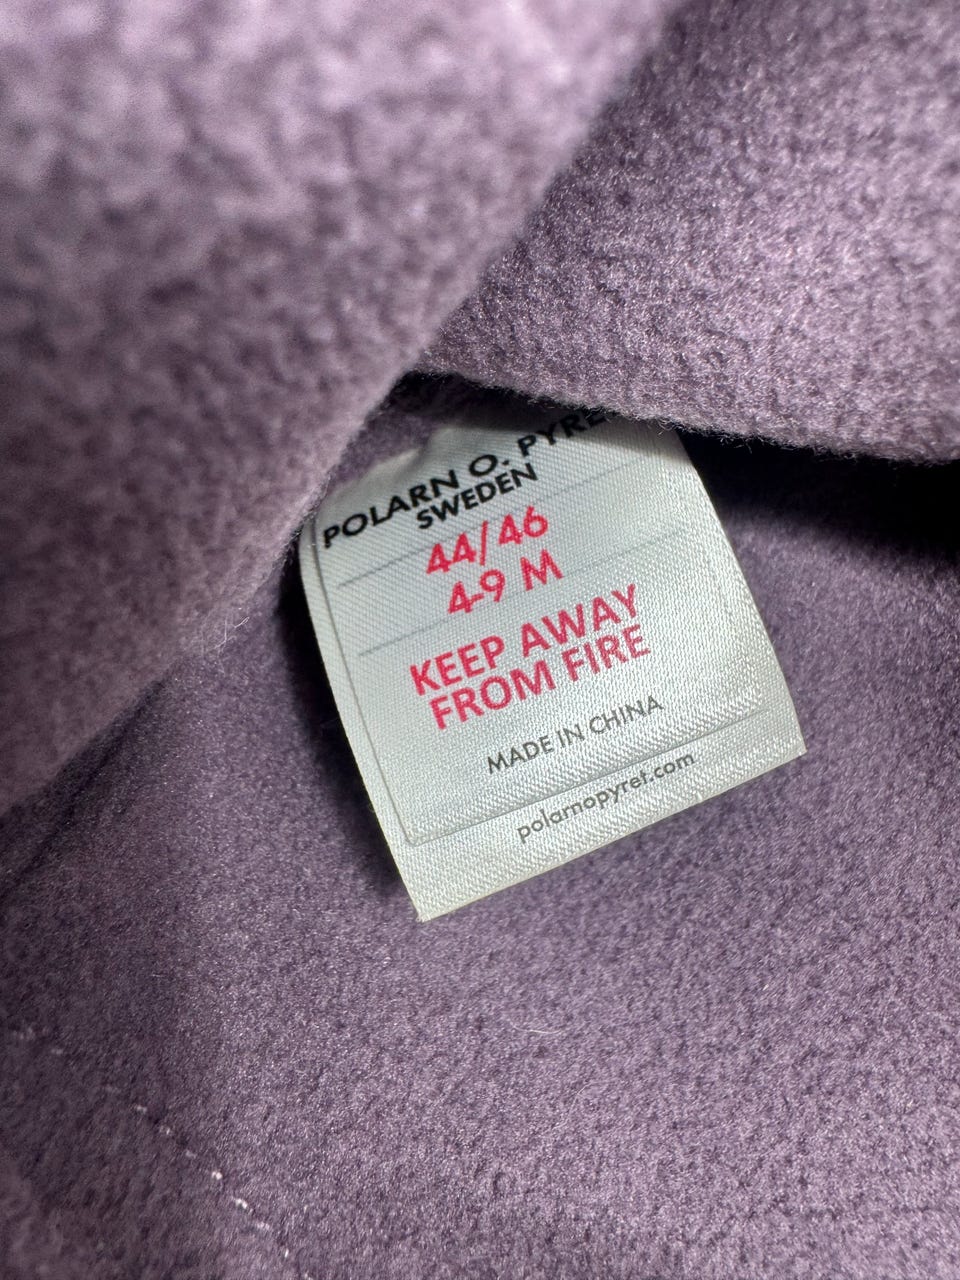 POLARN O. PYRE
SWEDEN
44/46
4-9 M
KEEP AWAY
FROM FIRE
MADE IN CHINA
polarnopyret.com